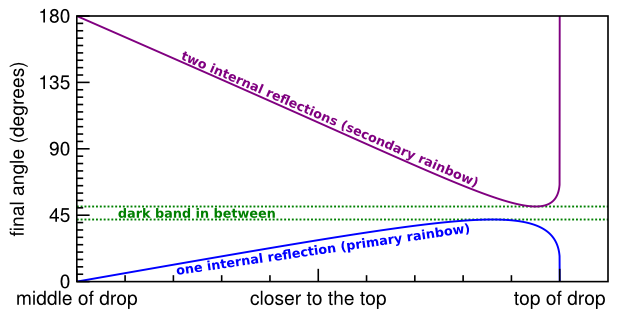 final angle (degrees)
180
135
90
45
0
two internal reflections (secondary rainbow)
dark band in between
one internal reflection (primary rainbow)
middle of drop
closer to the top
top of drop